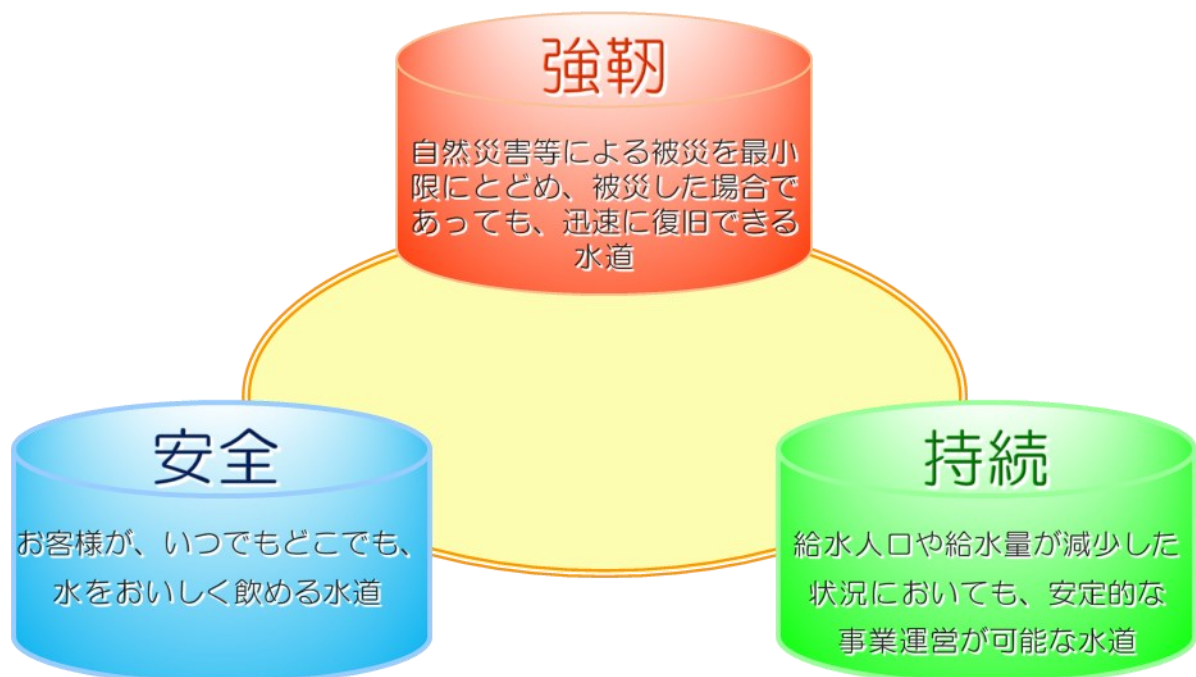 強靭
自然災害等による被災を最小
限にとどめ、被災した場合で
あっても、迅速に復旧できる
水道
安全
お客様が、いつでもどこでも、
水をおいしく飲める水道
持続
給水人口や給水量が減少した
状況においても、安定的な
事業運営が可能な水道